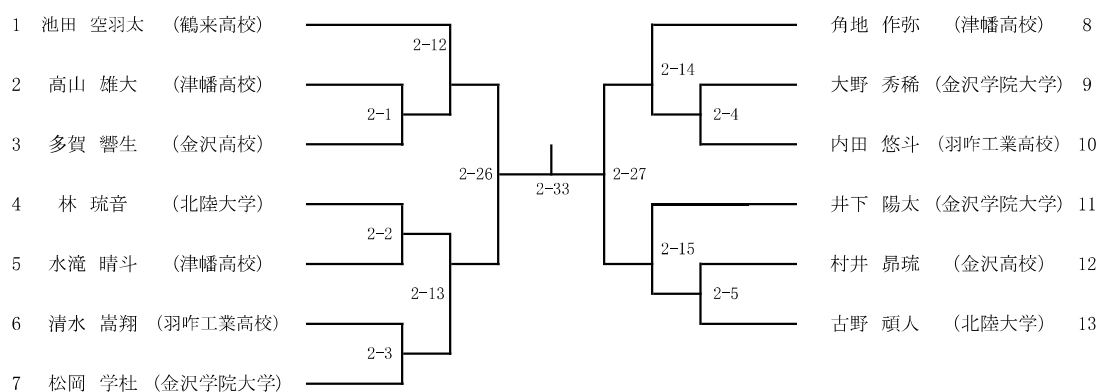 1 池田 空羽太 (鶴来高校)
2-12
2 高山 雄大 (津幡高校)
2-1
3 多賀 響生 (金沢高校)
2-26
4 林 琉音 (北陸大学)
2-2
5 水滝 晴斗 (津幡高校)
2-13
6 清水 嵩翔 (羽咋工業高校)
2-3
7 松岡 学杜 (金沢学院大学)
2-33
角地 作弥 (津幡高校) 8
2-14
大野 秀稀 (金沢学院大学) 9
2-4
内田 悠斗 (羽咋工業高校) 10
2-27
井下 陽太 (金沢学院大学) 11
2-15
村井 昴琉 (金沢高校) 12
2-5
古野 頑人 (北陸大学) 13